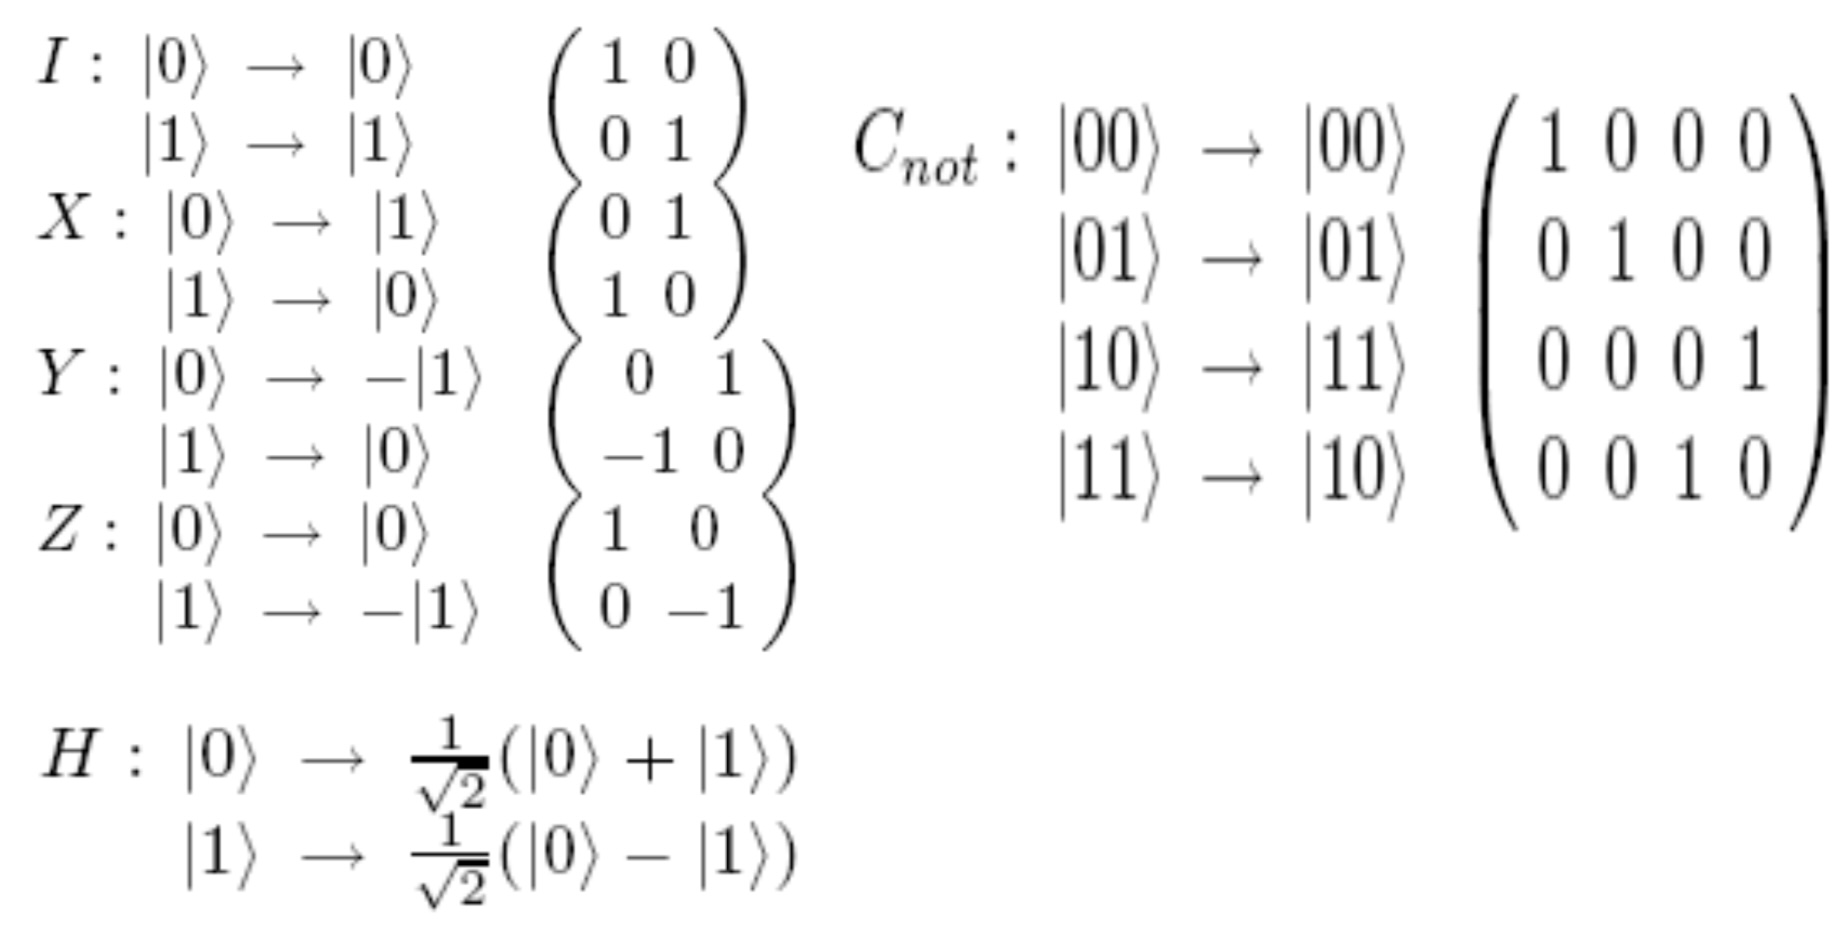 I : |0⟩ → |0⟩ ( 1 0
|1⟩ → |1⟩ 0 1 )
X : |0⟩ → |1⟩ ( 0 1
|1⟩ → |0⟩ 1 0 )
Y : |0⟩ → −|1⟩ ( 0 1
|1⟩ → |0⟩ −1 0 )
Z : |0⟩ → |0⟩ ( 1 0
|1⟩ → −|1⟩ 0 −1 )
H : |0⟩ → 1/√2 (|0⟩ + |1⟩)
|1⟩ → 1/√2 (|0⟩ − |1⟩)
C_not : |00⟩ → |00⟩ ( 1 0 0 0
|01⟩ → |01⟩ 0 1 0 0
|10⟩ → |11⟩ 0 0 0 1
|11⟩ → |10⟩ 0 0 1 0 )